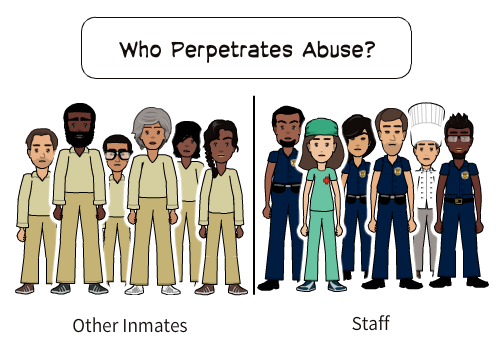 Who Perpetrates Abuse?
Other Inmates
Staff